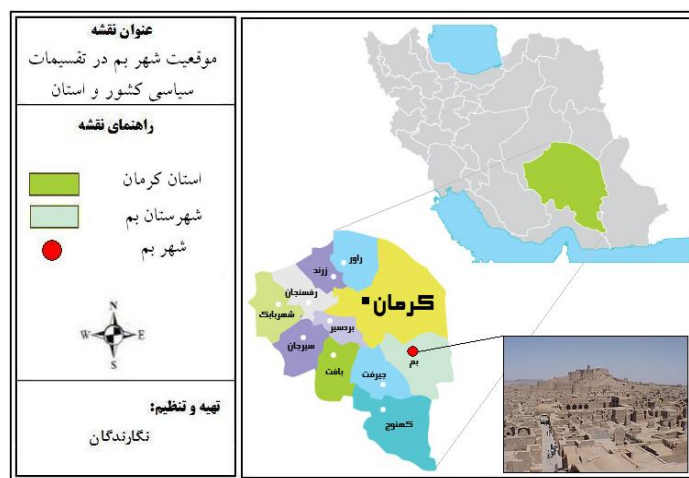 عنوان نقشه
موقعیت شهر بم در تقسیمات
سیاسی کشور و استان
راهنمای نقشه
استان کرمان
شهرستان بم
شهر بم
N
W E
S
تهیه و تنظیم:
نگارندگان
راور
زرند
رفسنجان
کرمان
شهربابک
بردسیر
سیرجان
بم
بافت
جیرفت
کهنوج